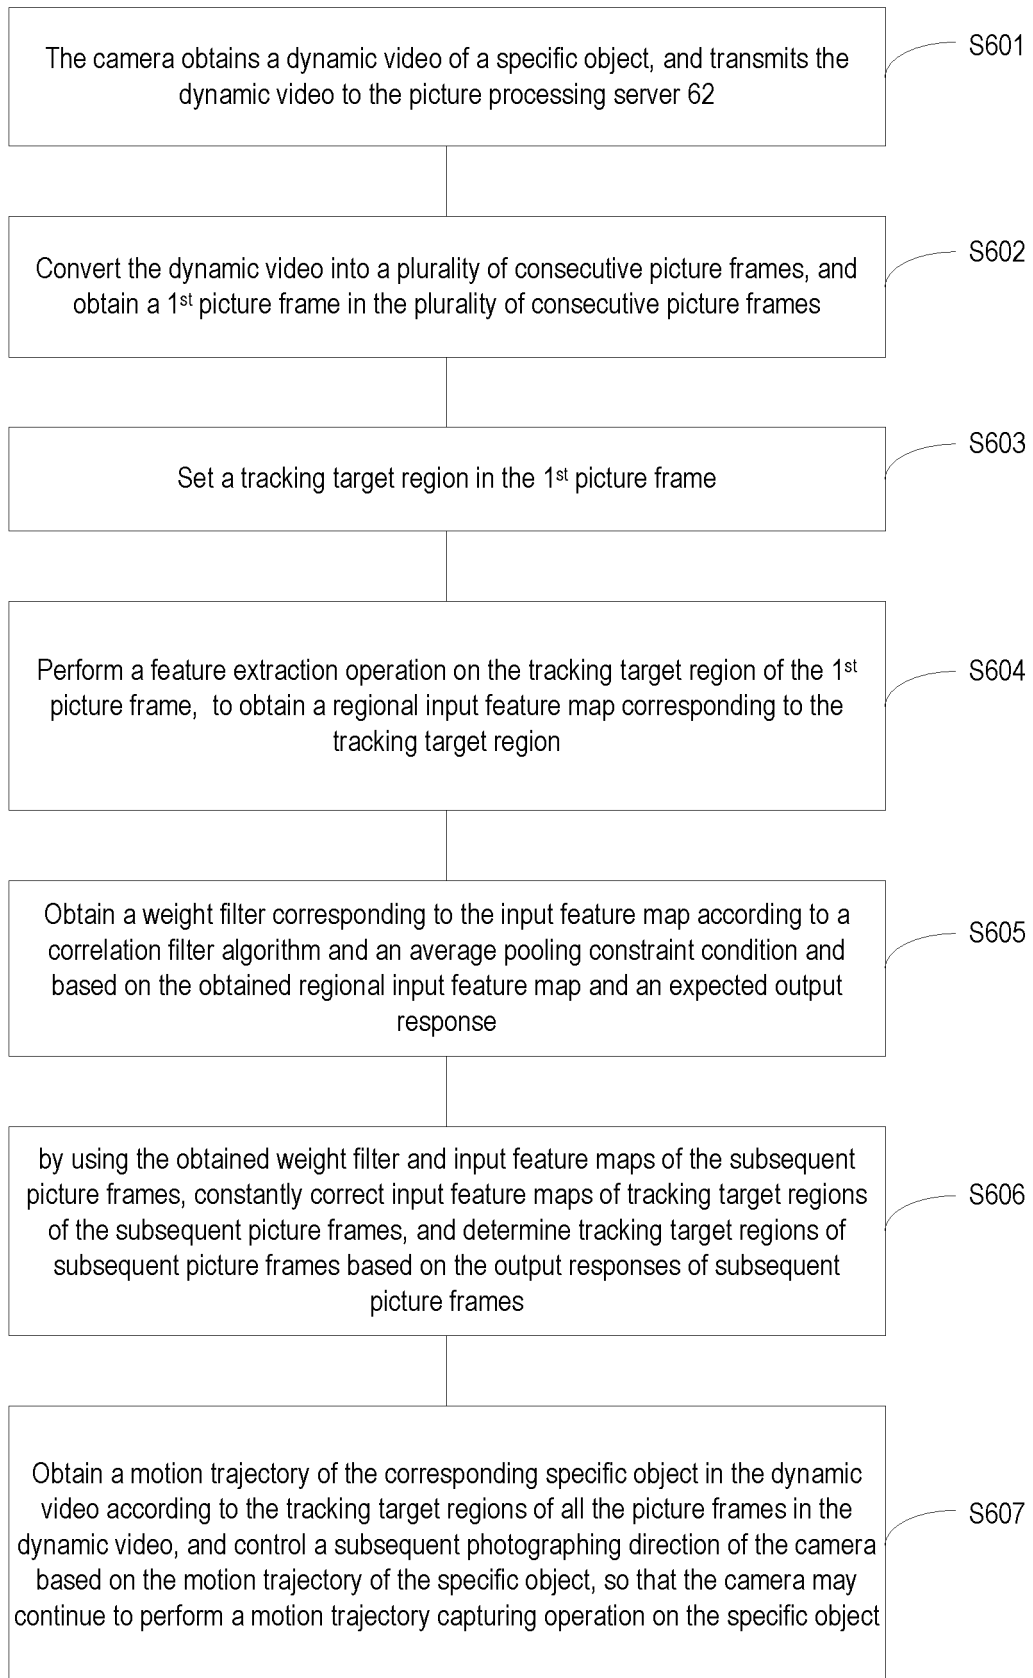 The camera obtains a dynamic video of a specific object, and transmits the
dynamic video to the picture processing server 62
S601
Convert the dynamic video into a plurality of consecutive picture frames, and
obtain a 1st picture frame in the plurality of consecutive picture frames
S602
Set a tracking target region in the 1st picture frame
S603
Perform a feature extraction operation on the tracking target region of the 1st
picture frame, to obtain a regional input feature map corresponding to the
tracking target region
S604
Obtain a weight filter corresponding to the input feature map according to a
correlation filter algorithm and an average pooling constraint condition and
based on the obtained regional input feature map and an expected output
response
S605
by using the obtained weight filter and input feature maps of the subsequent
picture frames, constantly correct input feature maps of tracking target regions
of the subsequent picture frames, and determine tracking target regions of
subsequent picture frames based on the output responses of subsequent
picture frames
S606
Obtain a motion trajectory of the corresponding specific object in the dynamic
video according to the tracking target regions of all the picture frames in the
dynamic video, and control a subsequent photographing direction of the camera
based on the motion trajectory of the specific object, so that the camera may
continue to perform a motion trajectory capturing operation on the specific object
S607